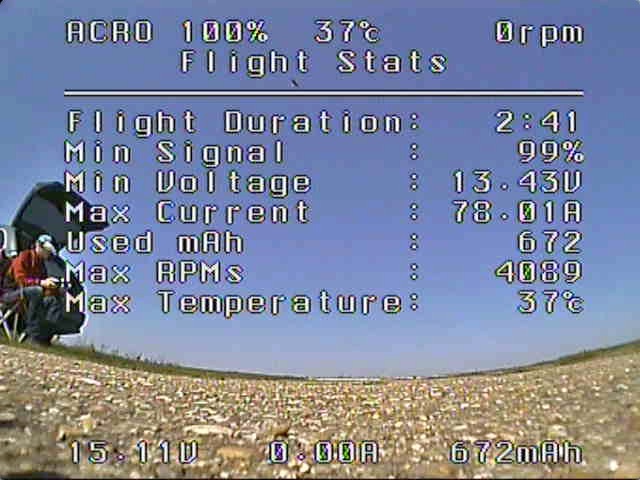 ACRO 100% 37℃ 0rpm
Flight Stats
Flight Duration: 2:41
Min Signal : 99%
Min Voltage : 13.43V
Max Current : 78.01A
Used mAh : 672
Max RPMs : 4089
Max Temperature: 37℃
15.11V 0.00A 672mAh